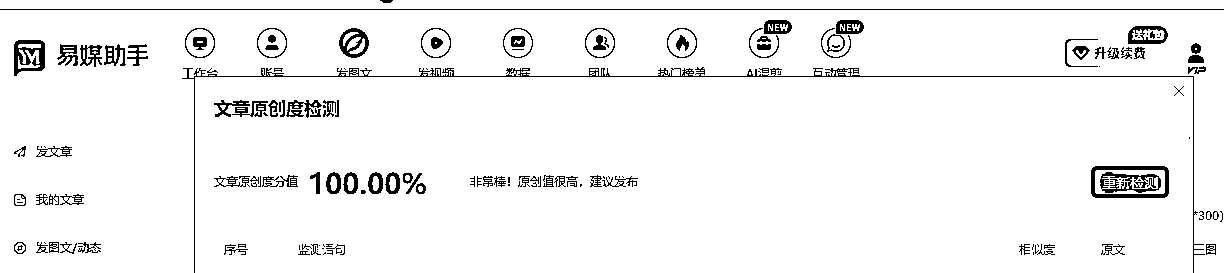 易媒助手
工作台 账号 发图文 发视频 数据 团队 热门榜单 NEW AI混剪 NEW 互动管理 送礼包 升级续费 VIP
文章原创度检测
发文章
文章原创度分值 100.00% 非常棒！原创值很高，建议发布 重新检测
我的文章
*300)
发图文/动态 序号 监测语句 相似度 原文 三图